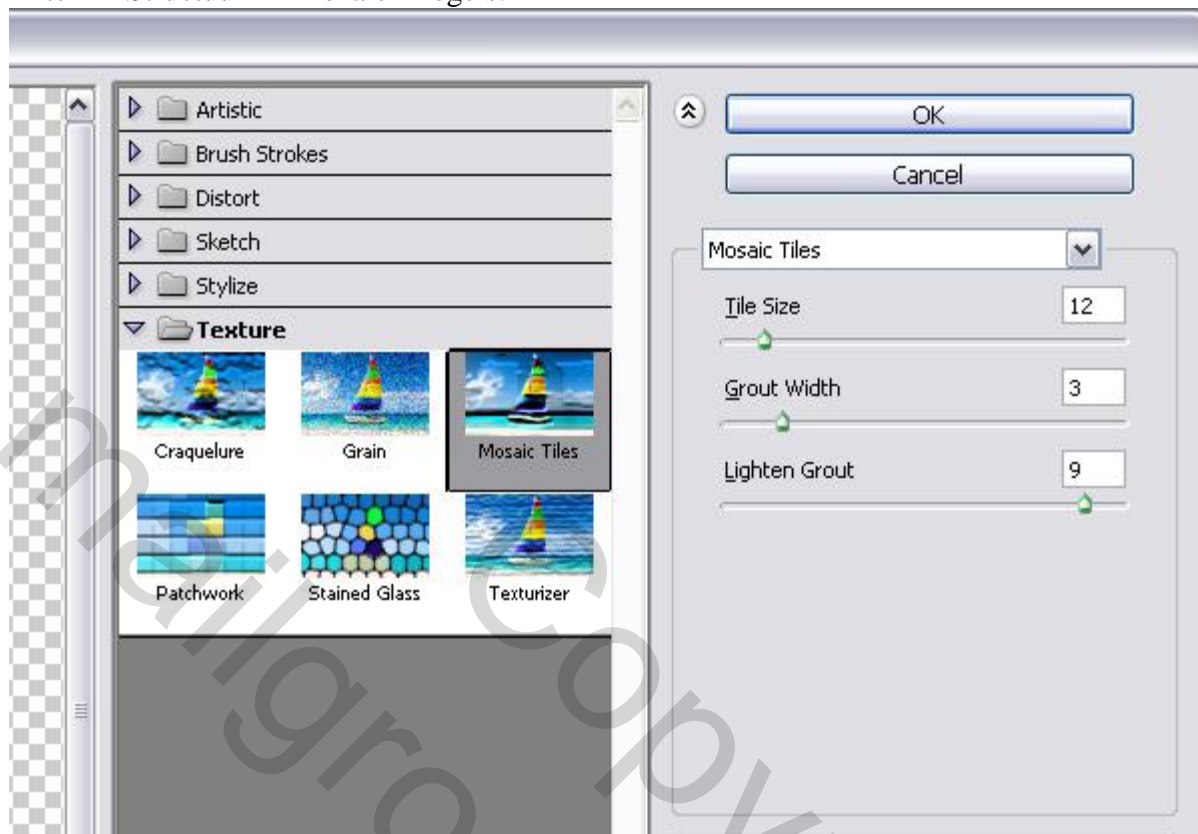 Artistic
Brush Strokes
Distort
Sketch
Stylize
Texture
Craquelure Grain Mosaic Tiles
Patchwork Stained Glass Texturizer
OK
Cancel
Mosaic Tiles
Tile Size 12
Grout Width 3
Lighten Grout 9